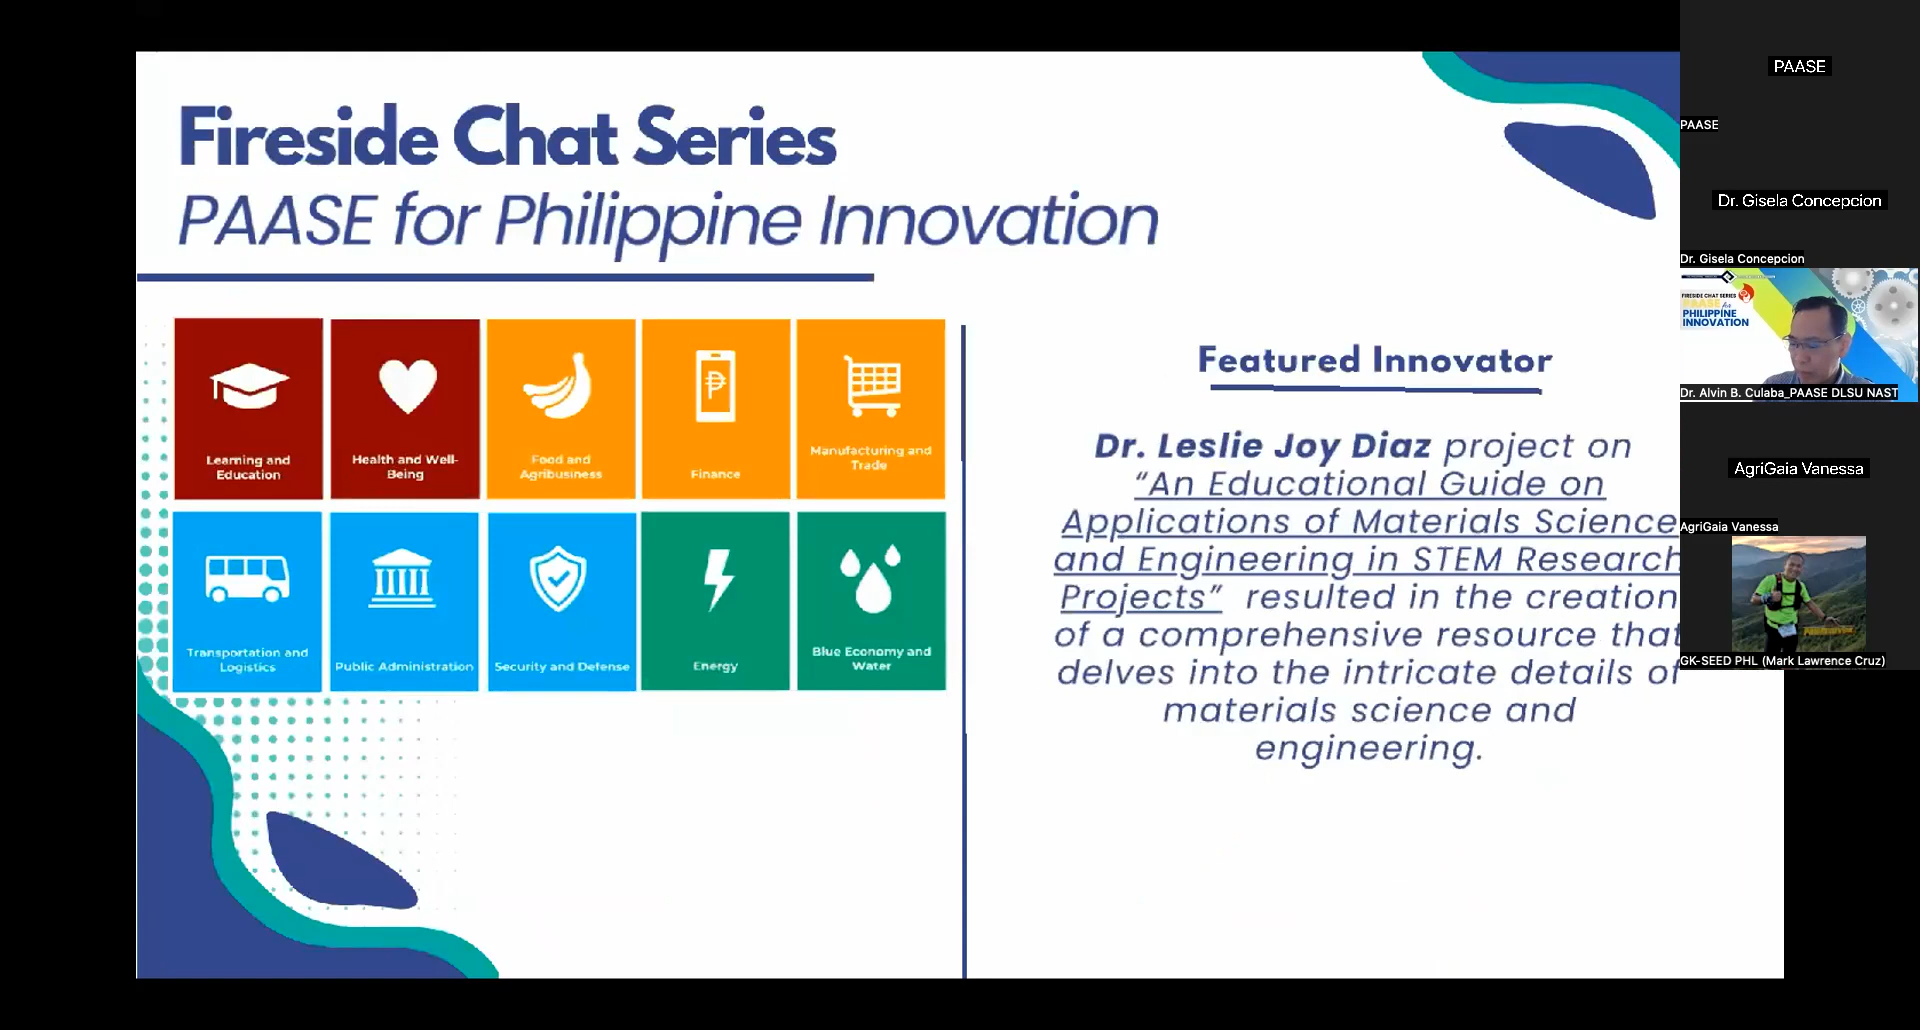 Fireside Chat Series
PAASE for Philippine Innovation
Learning and
Education
Health and Well-
Being
Food and
Agribusiness
Finance
Manufacturing and
Trade
Transportation and
Logistics
Public Administration
Security and Defense
Energy
Blue Economy and
Water
Featured Innovator
Dr. Leslie Joy Diaz project on
“An Educational Guide on
Applications of Materials Science
and Engineering in STEM Research
Projects” resulted in the creation
of a comprehensive resource that
delves into the intricate details of
materials science and
engineering.
PAASE
PAASE
Dr. Gisela Concepcion
Dr. Gisela Concepcion
FIRESIDE CHAT SERIES
PAASE for
PHILIPPINE
INNOVATION
Dr. Alvin B. Culaba_PAASE DLSU NAST
AgriGaia Vanessa
AgriGaia Vanessa
GK-SEED PHL (Mark Lawrence Cruz)